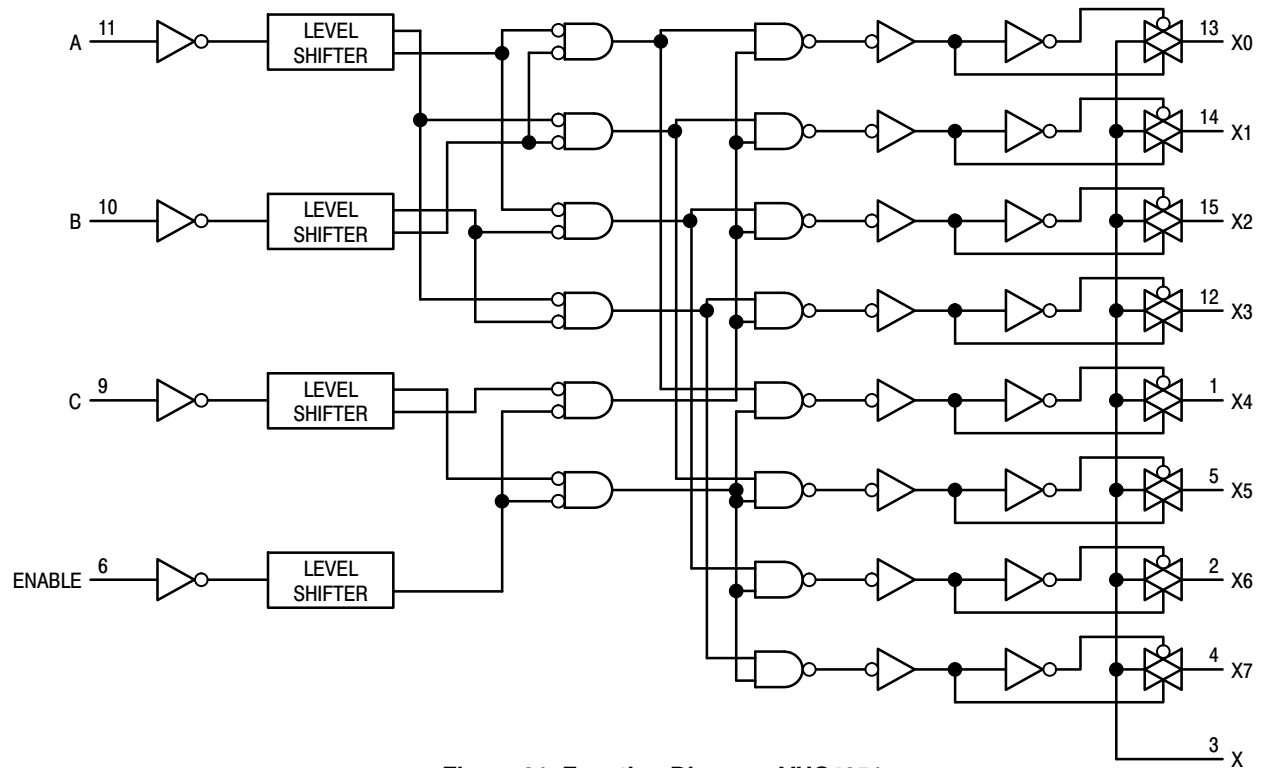 A 11 LEVEL SHIFTER 13 X0
14 X1
B 10 LEVEL SHIFTER 15 X2
12 X3
C 9 LEVEL SHIFTER 1 X4
5 X5
ENABLE 6 LEVEL SHIFTER 2 X6
4 X7
3 X